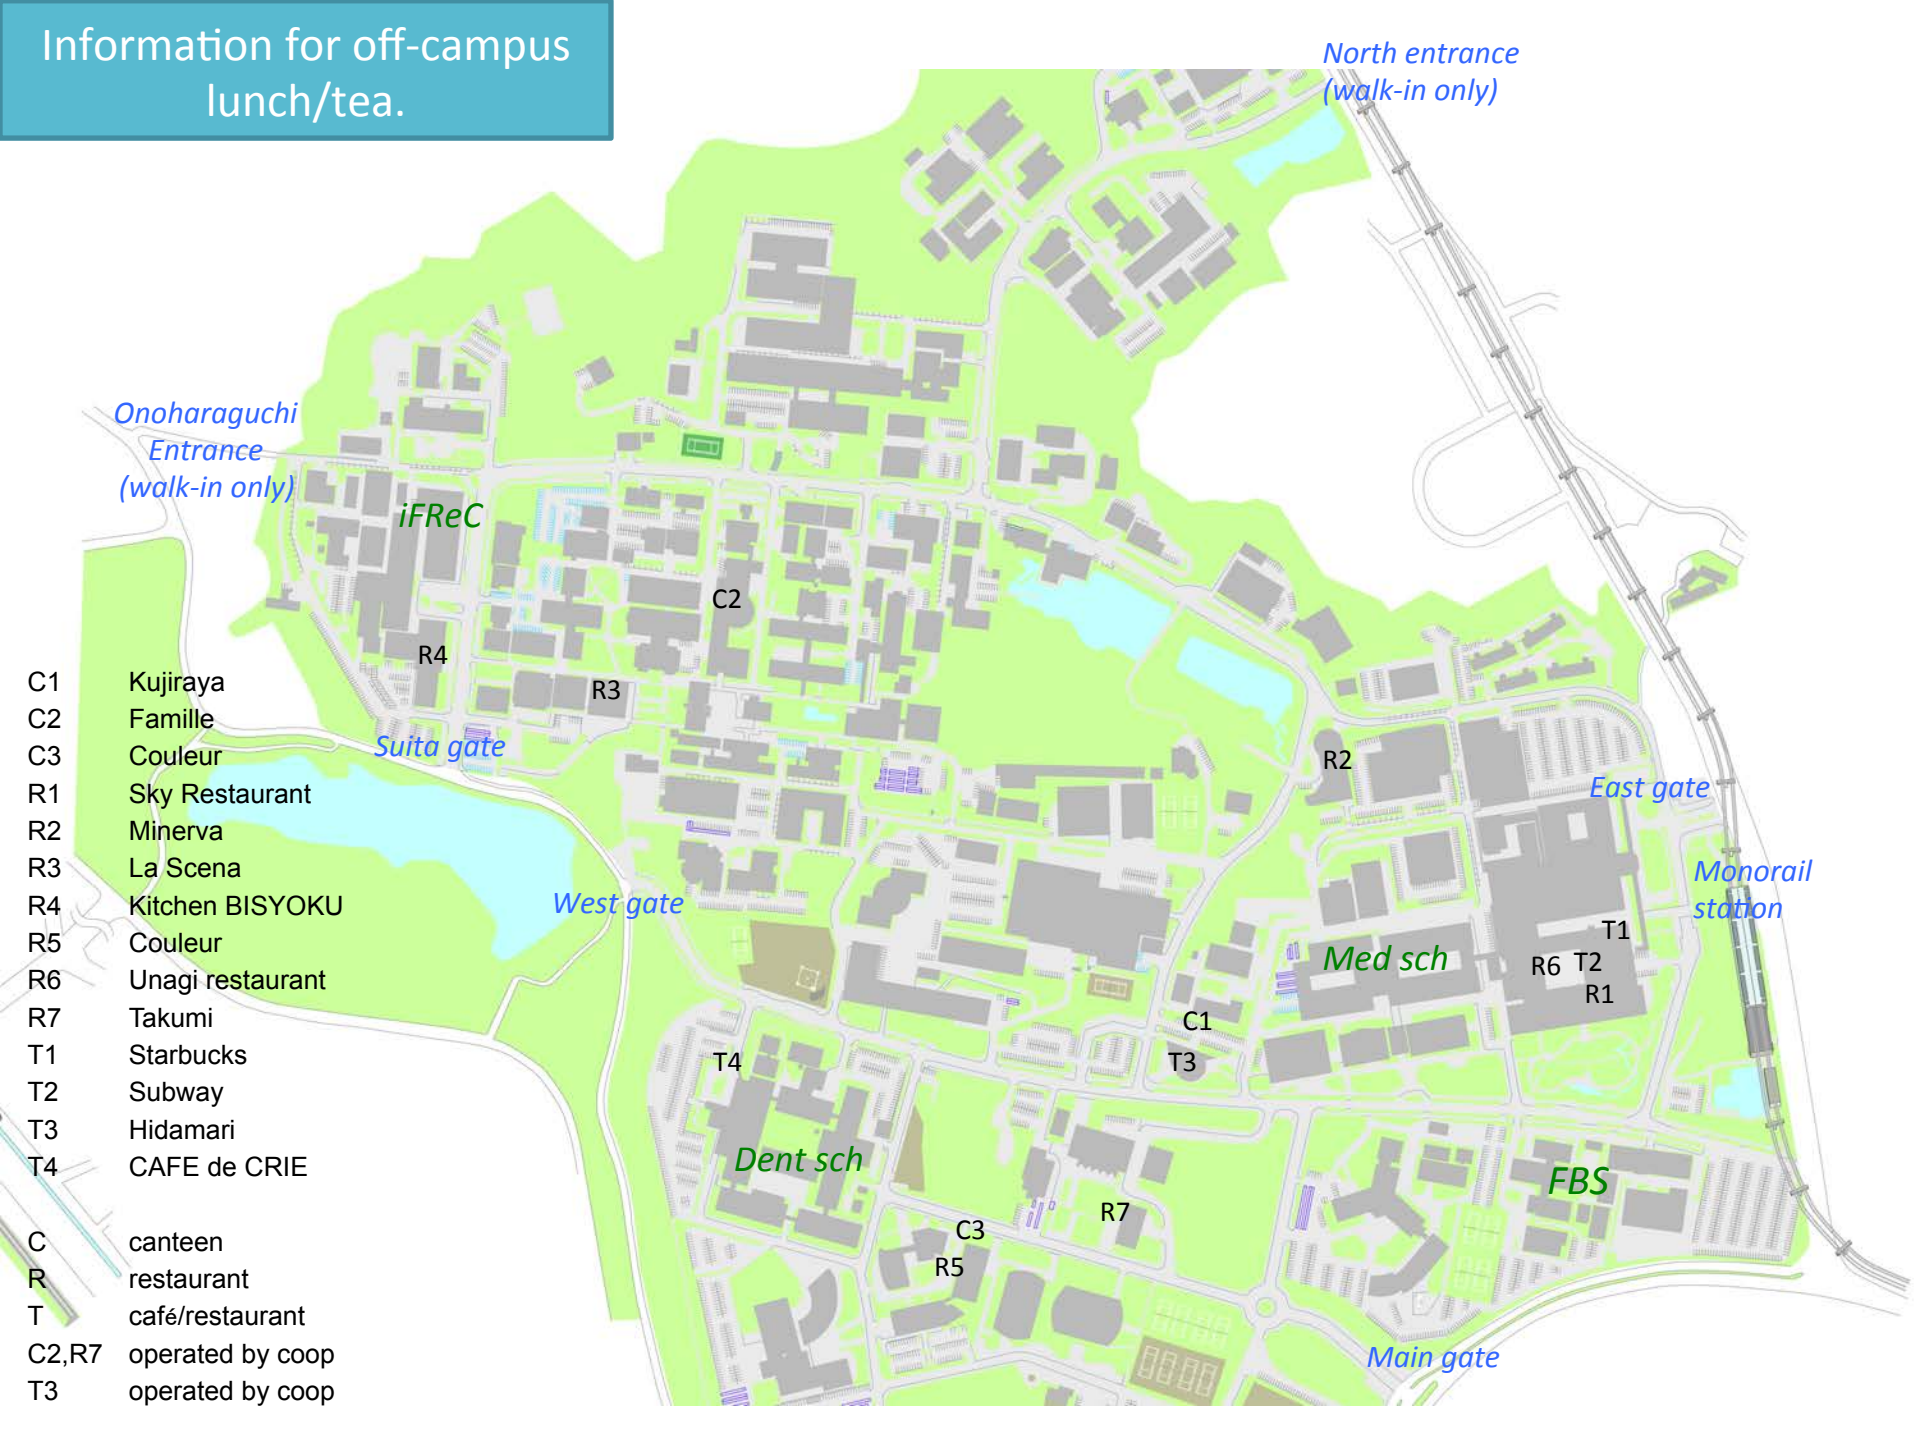 Information for off-campus
lunch/tea.
North entrance
(walk-in only)
Onoharaguchi
Entrance
(walk-in only)
iFReC
C2
R4
R3
Suita gate
R2
East gate
West gate
Monorail
station
Med sch
T1
R6 T2
R1
C1
T4
T3
Dent sch
FBS
R7
C3
R5
Main gate
C1 Kujiraya
C2 Famille
C3 Couleur
R1 Sky Restaurant
R2 Minerva
R3 La Scena
R4 Kitchen BISYOKU
R5 Couleur
R6 Unagi restaurant
R7 Takumi
T1 Starbucks
T2 Subway
T3 Hidamari
T4 CAFE de CRIE
C canteen
R restaurant
T café/restaurant
C2,R7 operated by coop
T3 operated by coop